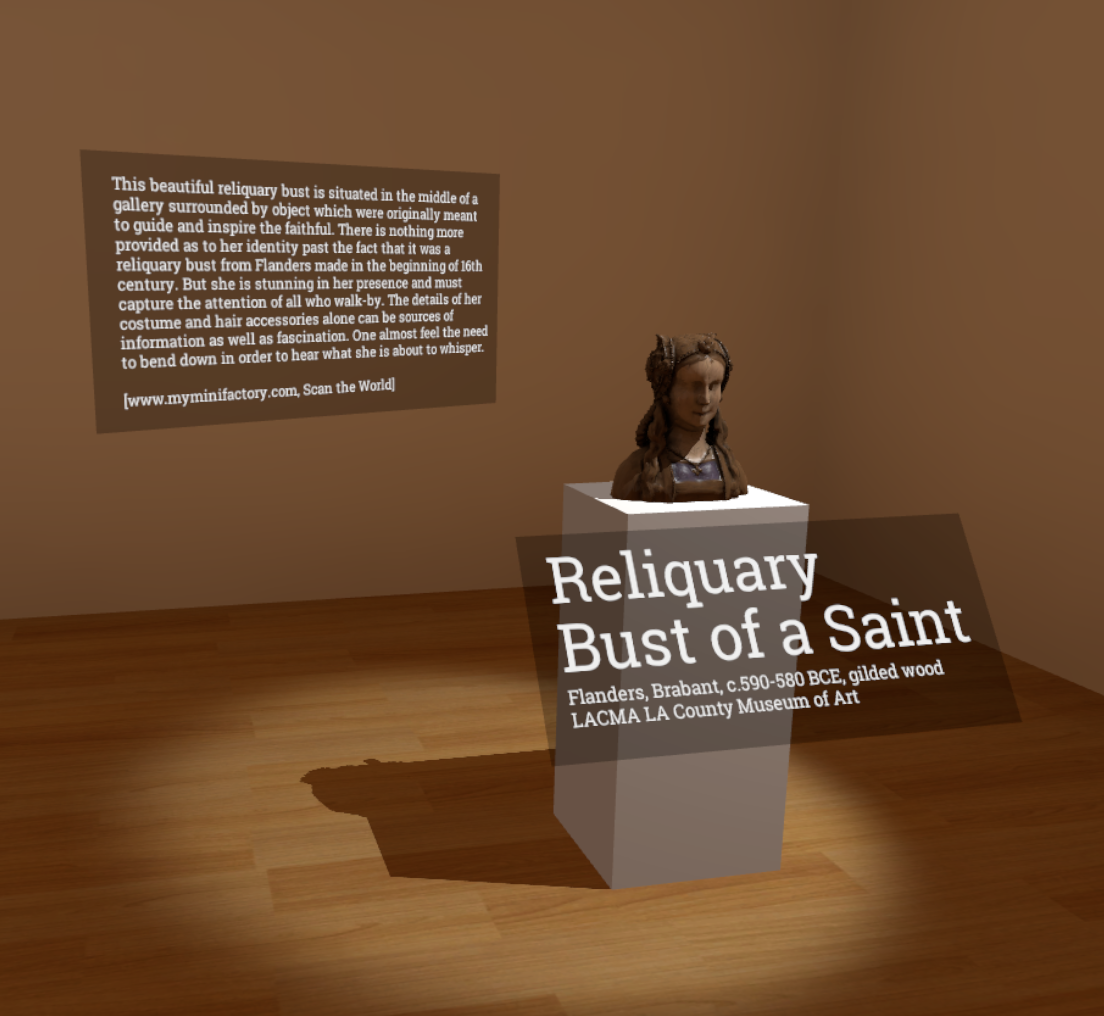 This beautiful reliquary bust is situated in the middle of a
gallery surrounded by object which were originally meant
to guide and inspire the faithful. There is nothing more
provided as to her identity past the fact that it was a
reliquary bust from Flanders made in the beginning of 16th
century. But she is stunning in her presence and must
capture the attention of all who walk-by. The details of her
costume and hair accessories alone can be sources of
information as well as fascination. One almost feel the need
to bend down in order to hear what she is about to whisper.
[www.myminifactory.com, Scan the World]
Reliquary
Bust of a Saint
Flanders, Brabant, c.590-580 BCE, gilded wood
LACMA LA County Museum of Art